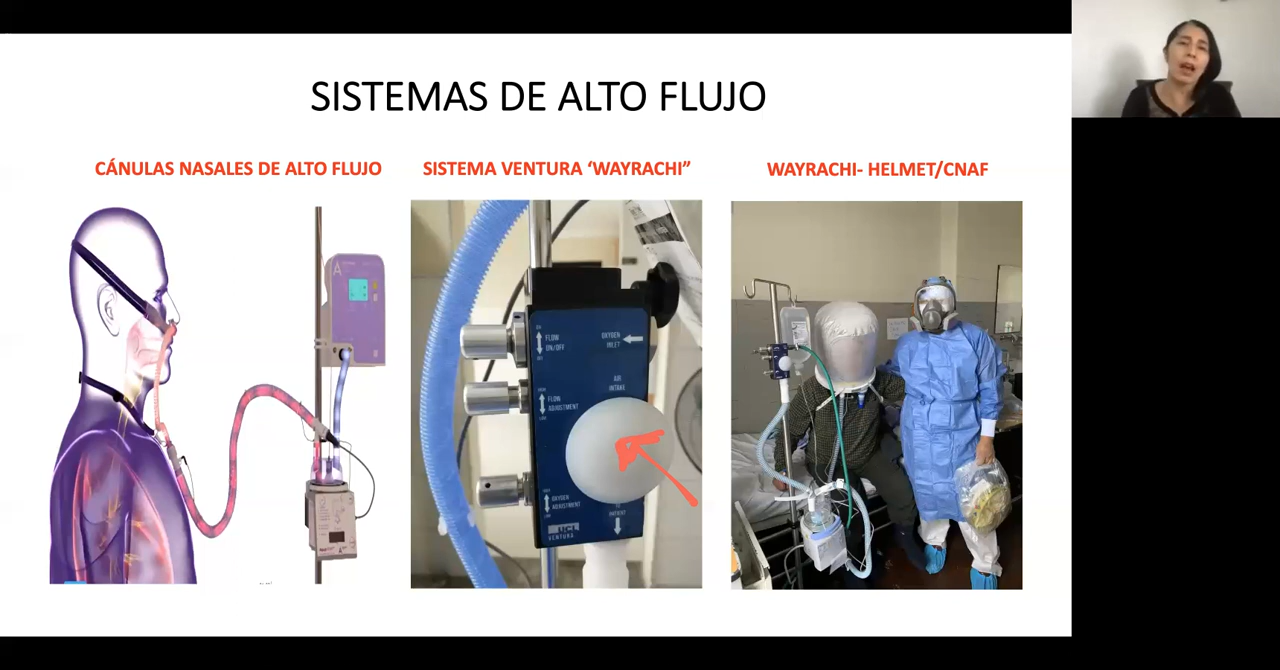 SISTEMAS DE ALTO FLUJO
CÁNULAS NASALES DE ALTO FLUJO
SISTEMA VENTURA ‘WAYRACHI”
WAYRACHI- HELMET/CNAF
A
ON
FLOW
ON/OFF
OXYGEN
INLET
AIR
INTAKE
FLOW
ADJUSTMENT
OXYGEN
ADJUSTMENT
PATIENT
UCL
VENTURA